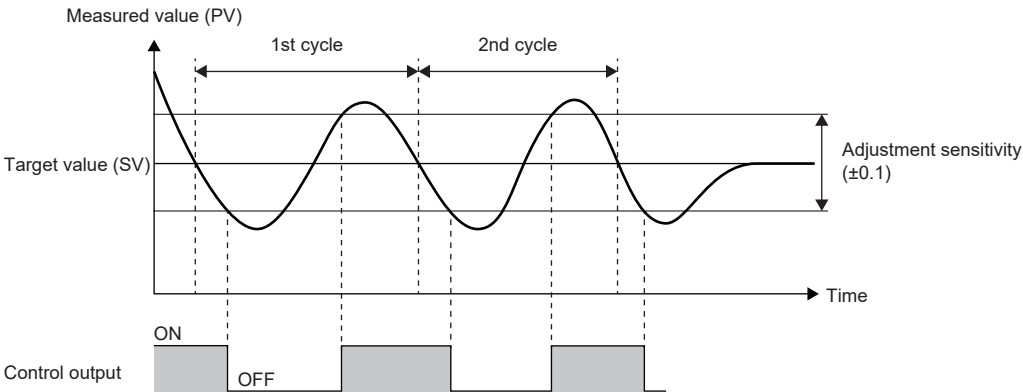 Measured value (PV)
1st cycle
2nd cycle
Target value (SV)
Adjustment sensitivity
(±0.1)
Time
ON
OFF
Control output